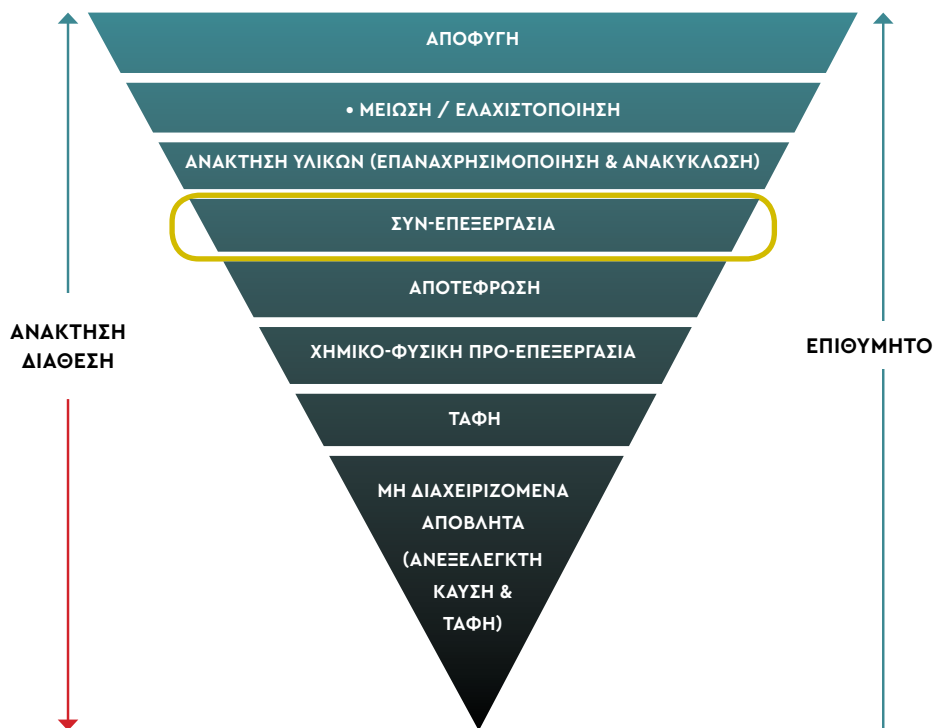 ΑΠΟΦΥΓΗ
• ΜΕΙΩΣΗ / ΕΛΑΧΙΣΤΟΠΟΙΗΣΗ
ΑΝΑΚΤΗΣΗ ΥΛΙΚΩΝ (ΕΠΑΝΑΧΡΗΣΙΜΟΠΟΙΗΣΗ & ΑΝΑΚΥΚΛΩΣΗ)
ΣΥΝ-ΕΠΕΞΕΡΓΑΣΙΑ
ΑΠΟΤΕΦΡΩΣΗ
ΑΝΑΚΤΗΣΗ
ΔΙΑΘΕΣΗ
ΧΗΜΙΚΟ-ΦΥΣΙΚΗ ΠΡΟ-ΕΠΕΞΕΡΓΑΣΙΑ
ΕΠΙΘΥΜΗΤΟ
ΤΑΦΗ
ΜΗ ΔΙΑΧΕΙΡΙΖΟΜΕΝΑ
ΑΠΟΒΛΗΤΑ
(ΑΝΕΞΕΛΕΓΚΤΗ
ΚΑΥΣΗ &
ΤΑΦΗ)